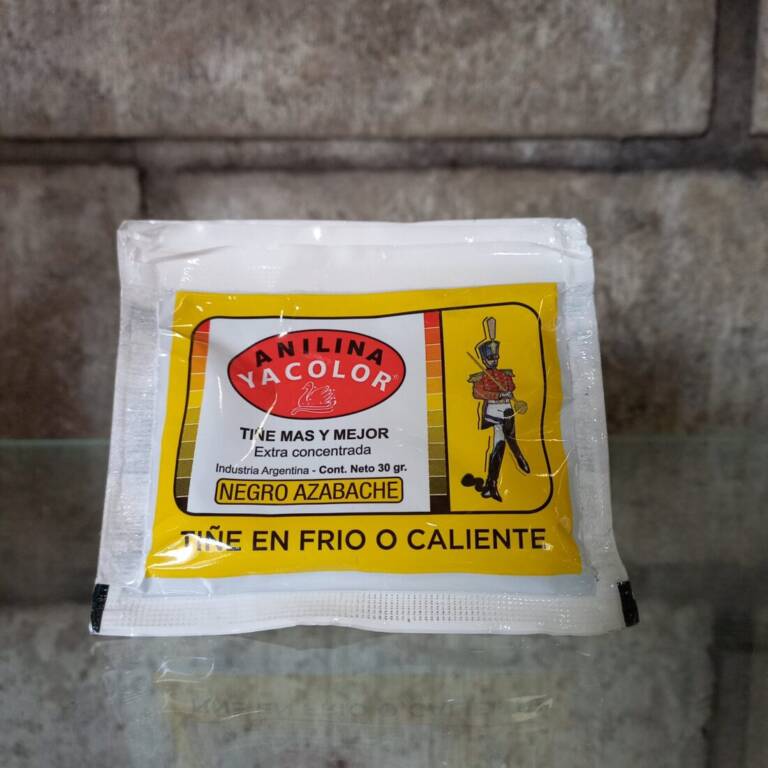 ANILINA
YACOLOR®
TIÑE MAS Y MEJOR
Extra concentrada
Industria Argentina - Cont. Neto 30 gr.
NEGRO AZABACHE
TIÑE EN FRIO O CALIENTE